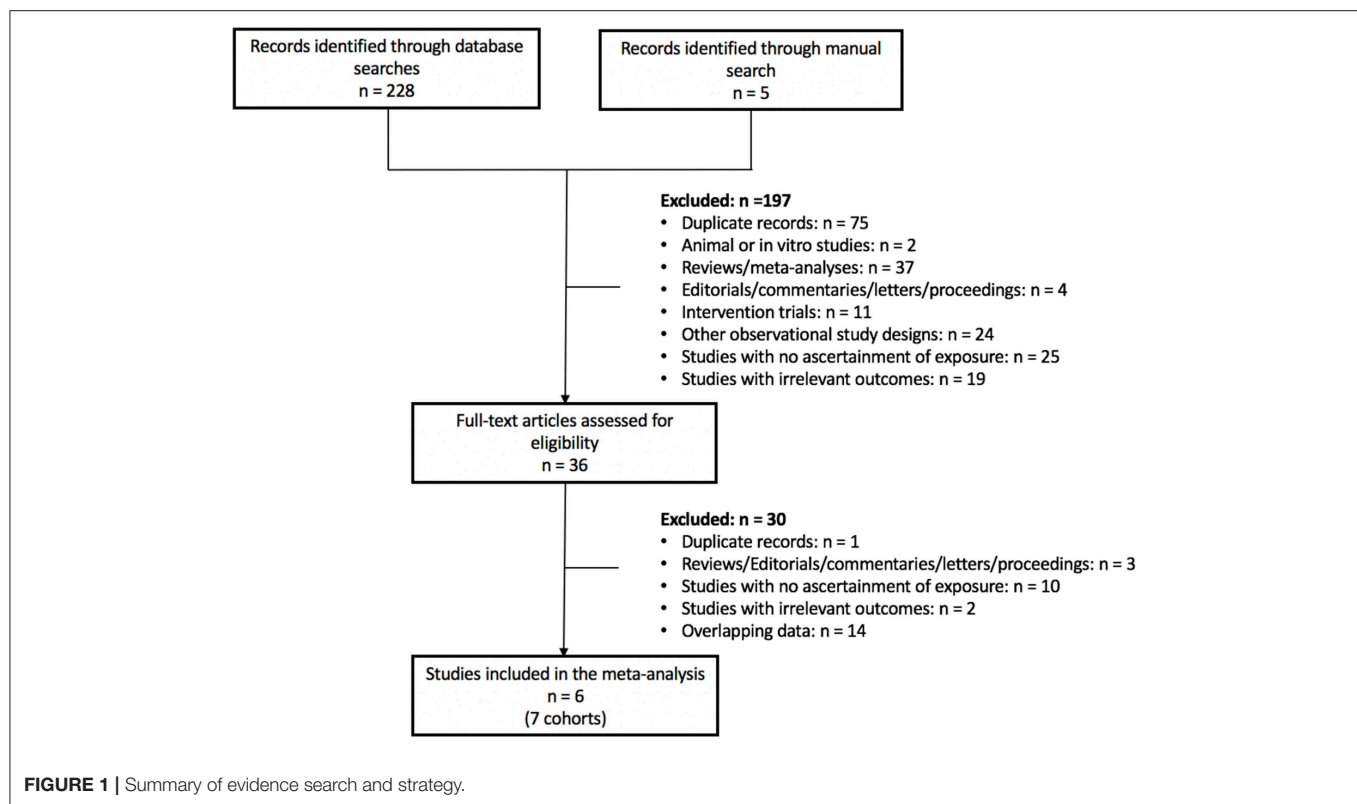 Records identified through database
searches
n = 228
Records identified through manual
search
n = 5
Excluded: n =197
• Duplicate records: n = 75
• Animal or in vitro studies: n = 2
• Reviews/meta-analyses: n = 37
• Editorials/commentaries/letters/proceedings: n = 4
• Intervention trials: n = 11
• Other observational study designs: n = 24
• Studies with no ascertainment of exposure: n = 25
• Studies with irrelevant outcomes: n = 19
Full-text articles assessed for
eligibility
n = 36
Excluded: n = 30
• Duplicate records: n = 1
• Reviews/Editorials/commentaries/letters/proceedings: n = 3
• Studies with no ascertainment of exposure: n = 10
• Studies with irrelevant outcomes: n = 2
• Overlapping data: n = 14
Studies included in the meta-analysis
n = 6
(7 cohorts)
FIGURE 1 | Summary of evidence search and strategy.